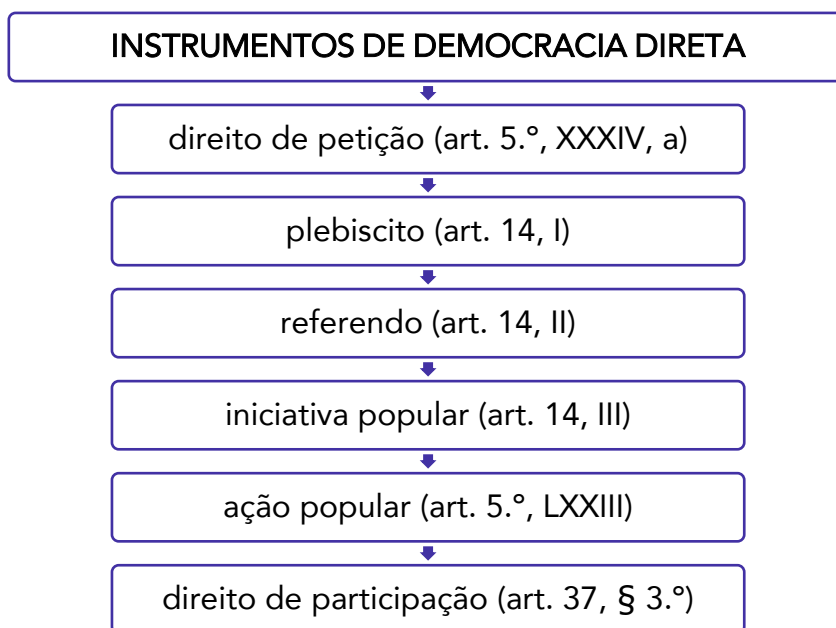 INSTRUMENTOS DE DEMOCRACIA DIRETA
direito de petição (art. 5.º, XXXIV, a)
plebiscito (art. 14, I)
referendo (art. 14, II)
iniciativa popular (art. 14, III)
ação popular (art. 5.º, LXXIII)
direito de participação (art. 37, § 3.º)